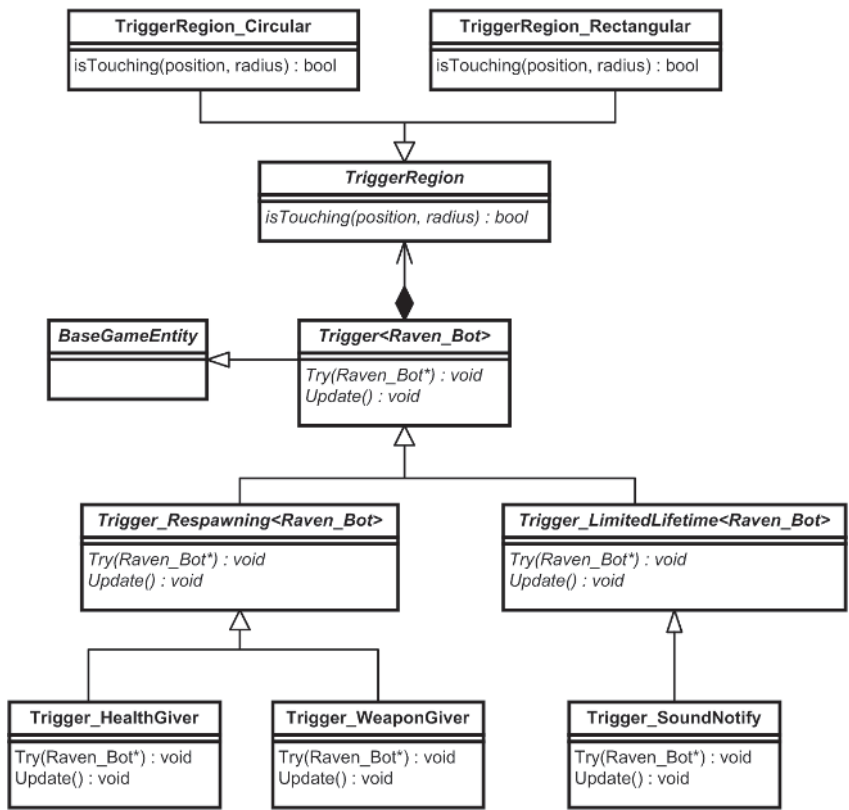 TriggerRegion_Circular
isTouching(position, radius) : bool
TriggerRegion_Rectangular
isTouching(position, radius) : bool
TriggerRegion
isTouching(position, radius) : bool
BaseGameEntity
Trigger<Raven_Bot>
Try(Raven_Bot*) : void
Update() : void
Trigger_Respawning<Raven_Bot>
Try(Raven_Bot*) : void
Update() : void
Trigger_LimitedLifetime<Raven_Bot>
Try(Raven_Bot*) : void
Update() : void
Trigger_HealthGiver
Try(Raven_Bot*) : void
Update() : void
Trigger_WeaponGiver
Try(Raven_Bot*) : void
Update() : void
Trigger_SoundNotify
Try(Raven_Bot*) : void
Update() : void